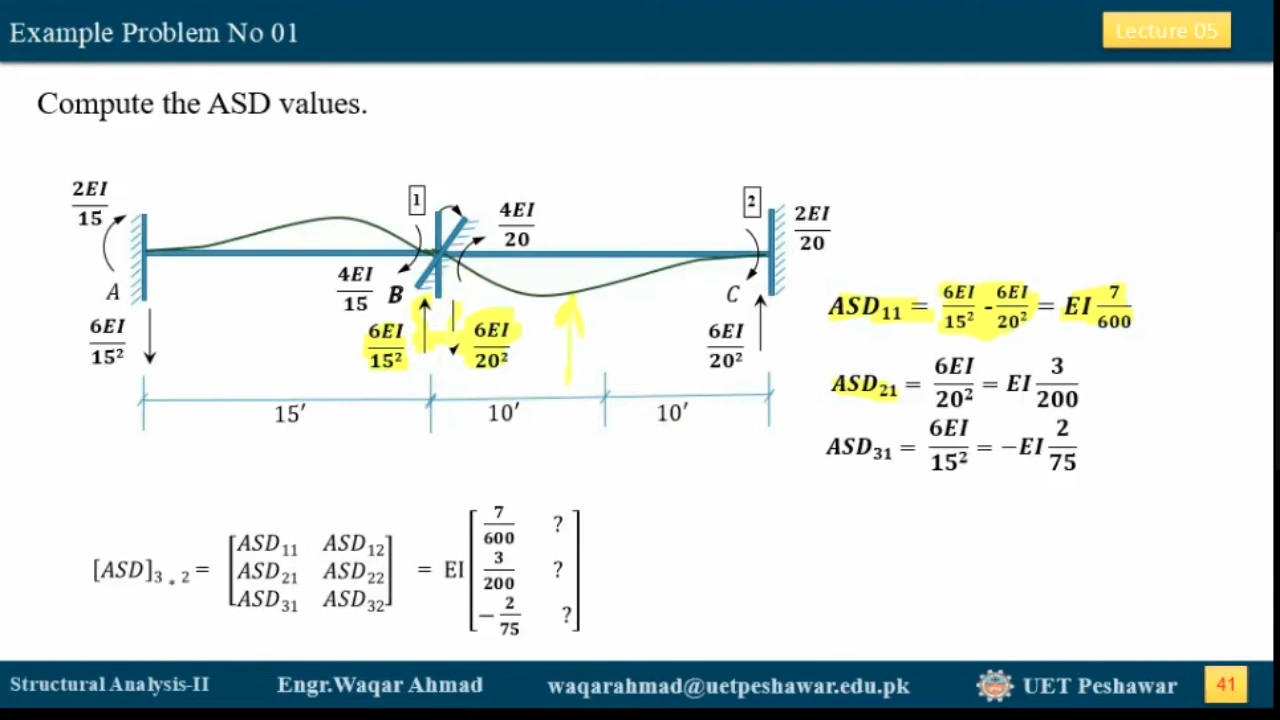 Example Problem No 01
Lecture 05
Compute the ASD values.
2EI/15
1
4EI/20
2
2EI/20
4EI/15
A
B
C
6EI/15²
6EI/15²
6EI/20²
6EI/20²
15′
10′
10′
ASD₁₁ = 6EI/15² - 6EI/20² = EI 7/600
ASD₂₁ = 6EI/20² = EI 3/200
ASD₃₁ = 6EI/15² = −EI 2/75
[ASD]₃ * ₂ = [ASD₁₁ ASD₁₂ = EI [7/600 ?
ASD₂₁ ASD₂₂ 3/200 ?
ASD₃₁ ASD₃₂] −2/75 ?]
Structural Analysis-II
Engr.Waqar Ahmad
waqarahmad@uetpeshawar.edu.pk
UET Peshawar
41